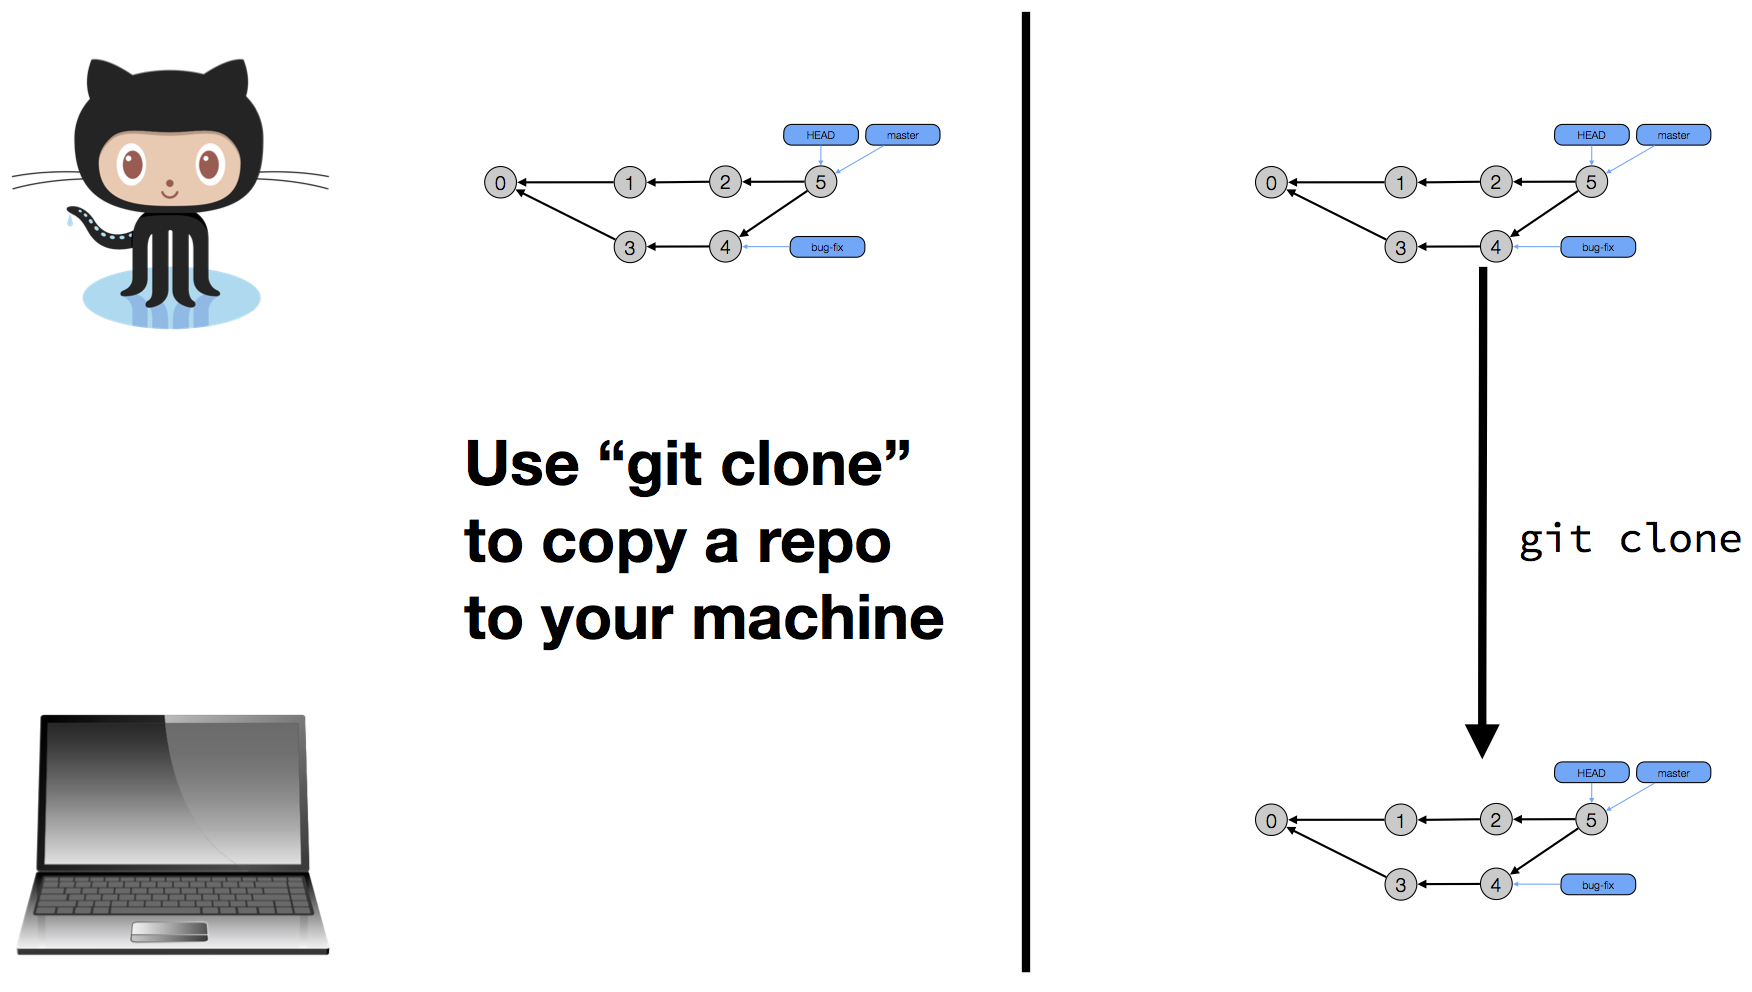 HEAD master
0 1 2 5
3 4 bug-fix
Use “git clone”
to copy a repo
to your machine
HEAD master
0 1 2 5
3 4 bug-fix
git clone
HEAD master
0 1 2 5
3 4 bug-fix